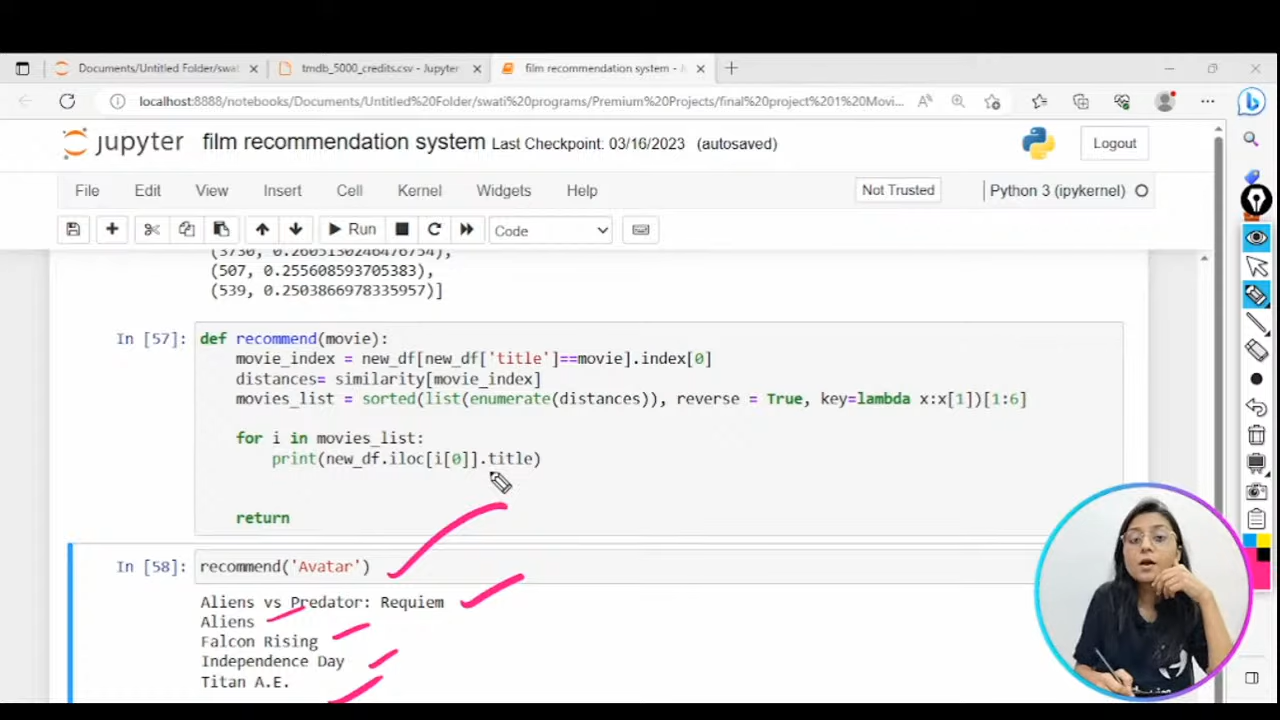 Documents/Untitled Folder/swat
tmdb_5000_credits.csv - Jupyter
film recommendation system - J
localhost:8888/notebooks/Documents/Untitled%20Folder/swati%20programs/Premium%20Projects/final%20project%201%20Movi...
jupyter film recommendation system Last Checkpoint: 03/16/2023 (autosaved)
Logout
File Edit View Insert Cell Kernel Widgets Help Not Trusted Python 3 (ipykernel)
Run Code
(3730, 0.2605130246476754),
(507, 0.255608593705383),
(539, 0.2503866978335957)]
In [57]: def recommend(movie):
movie_index = new_df[new_df['title']==movie].index[0]
distances= similarity[movie_index]
movies_list = sorted(list(enumerate(distances)), reverse = True, key=lambda x:x[1])[1:6]
for i in movies_list:
print(new_df.iloc[i[0]].title)
return
In [58]: recommend('Avatar')
Aliens vs Predator: Requiem
Aliens
Falcon Rising
Independence Day
Titan A.E.